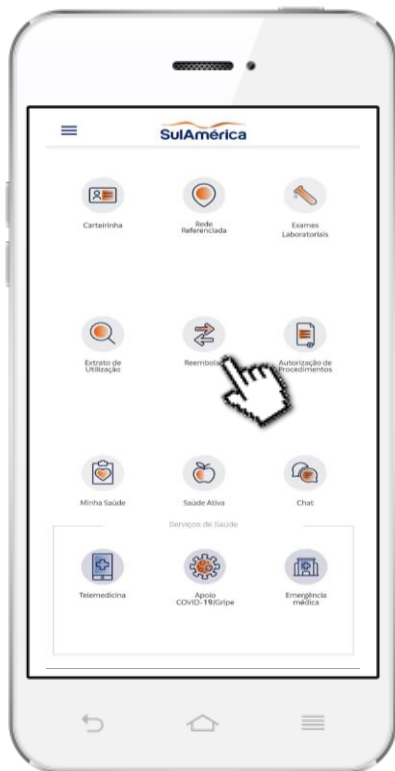 SulAmérica
Carteirinha
Rede
Referenciada
Exames
Laboratoriais
Extrato de
Utilização
Autorização de
Procedimentos
Minha Saúde
Saúde Ativa
Chat
Serviços de Saúde
Telemedicina
Apoio
COVID-19/Gripe
Emergência
médica